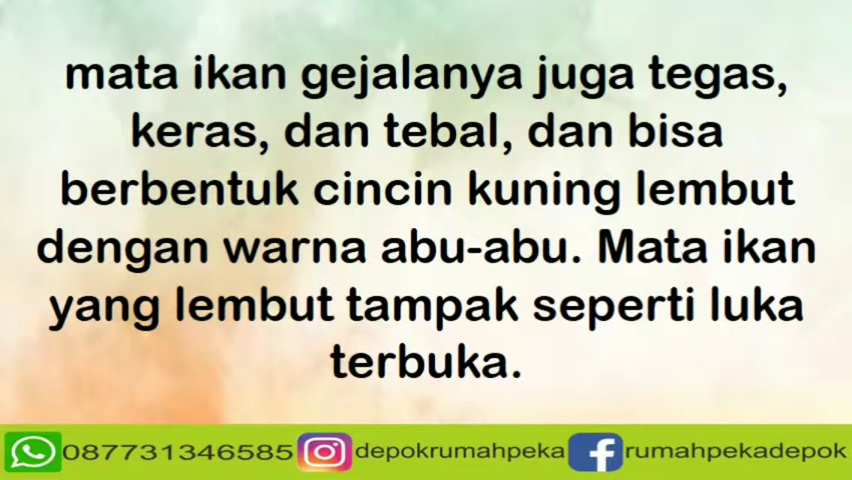 mata ikan gejalanya juga tegas,
keras, dan tebal, dan bisa
berbentuk cincin kuning lembut
dengan warna abu-abu. Mata ikan
yang lembut tampak seperti luka
terbuka.
087731346585 depokrumahpeka rumahpekadepok